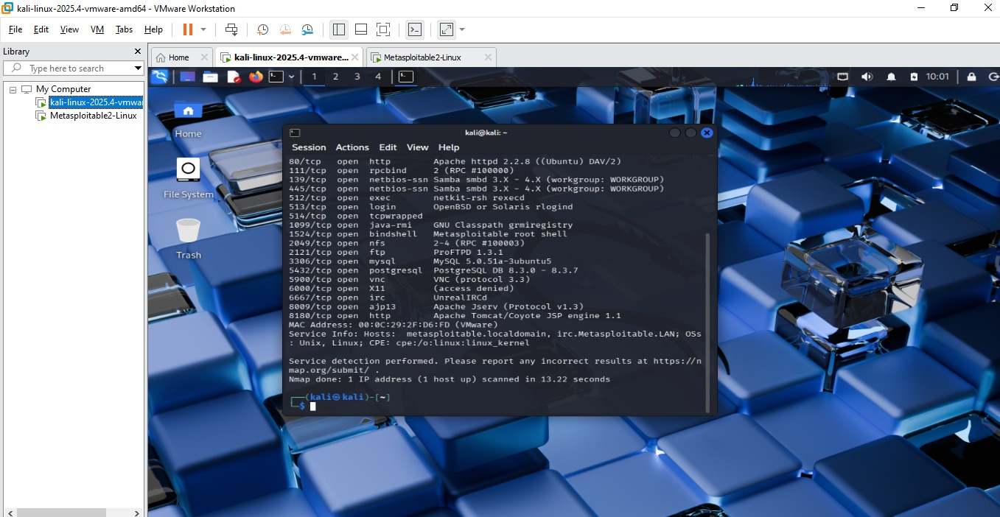 kali-linux-2025.4-vmware-amd64 - VMware Workstation
File Edit View VM Tabs Help
Library
Type here to search
My Computer
kali-linux-2025.4-vmwar
Metasploitable2-Linux
Home
kali-linux-2025.4-vmware...
Metasploitable2-Linux
1 2 3 4
10:01
Home
File System
Trash
kali@kali: ~
Session Actions Edit View Help
80/tcp open http Apache httpd 2.2.8 ((Ubuntu) DAV/2)
111/tcp open rpcbind 2 (RPC #100000)
139/tcp open netbios-ssn Samba smbd 3.X - 4.X (workgroup: WORKGROUP)
445/tcp open netbios-ssn Samba smbd 3.X - 4.X (workgroup: WORKGROUP)
512/tcp open exec netkit-rsh rexecd
513/tcp open login OpenBSD or Solaris rlogind
514/tcp open tcpwrapped
1099/tcp open java-rmi GNU Classpath grmiregistry
1524/tcp open bindshell Metasploitable root shell
2049/tcp open nfs 2-4 (RPC #100003)
2121/tcp open ftp ProFTPD 1.3.1
3306/tcp open mysql MySQL 5.0.51a-3ubuntu5
5432/tcp open postgresql PostgreSQL DB 8.3.0 - 8.3.7
5900/tcp open vnc VNC (protocol 3.3)
6000/tcp open X11 (access denied)
6667/tcp open irc UnrealIRCd
8009/tcp open ajp13 Apache Jserv (Protocol v1.3)
8180/tcp open http Apache Tomcat/Coyote JSP engine 1.1
MAC Address: 00:0C:29:2F:D6:FD (VMware)
Service Info: Hosts:  metasploitable.localdomain, irc.Metasploitable.LAN; OSs
: Unix, Linux; CPE: cpe:/o:linux:linux_kernel
Service detection performed. Please report any incorrect results at https://n
map.org/submit/ .
Nmap done: 1 IP address (1 host up) scanned in 13.22 seconds
┌──(kali㉿kali)-[~]
└─$